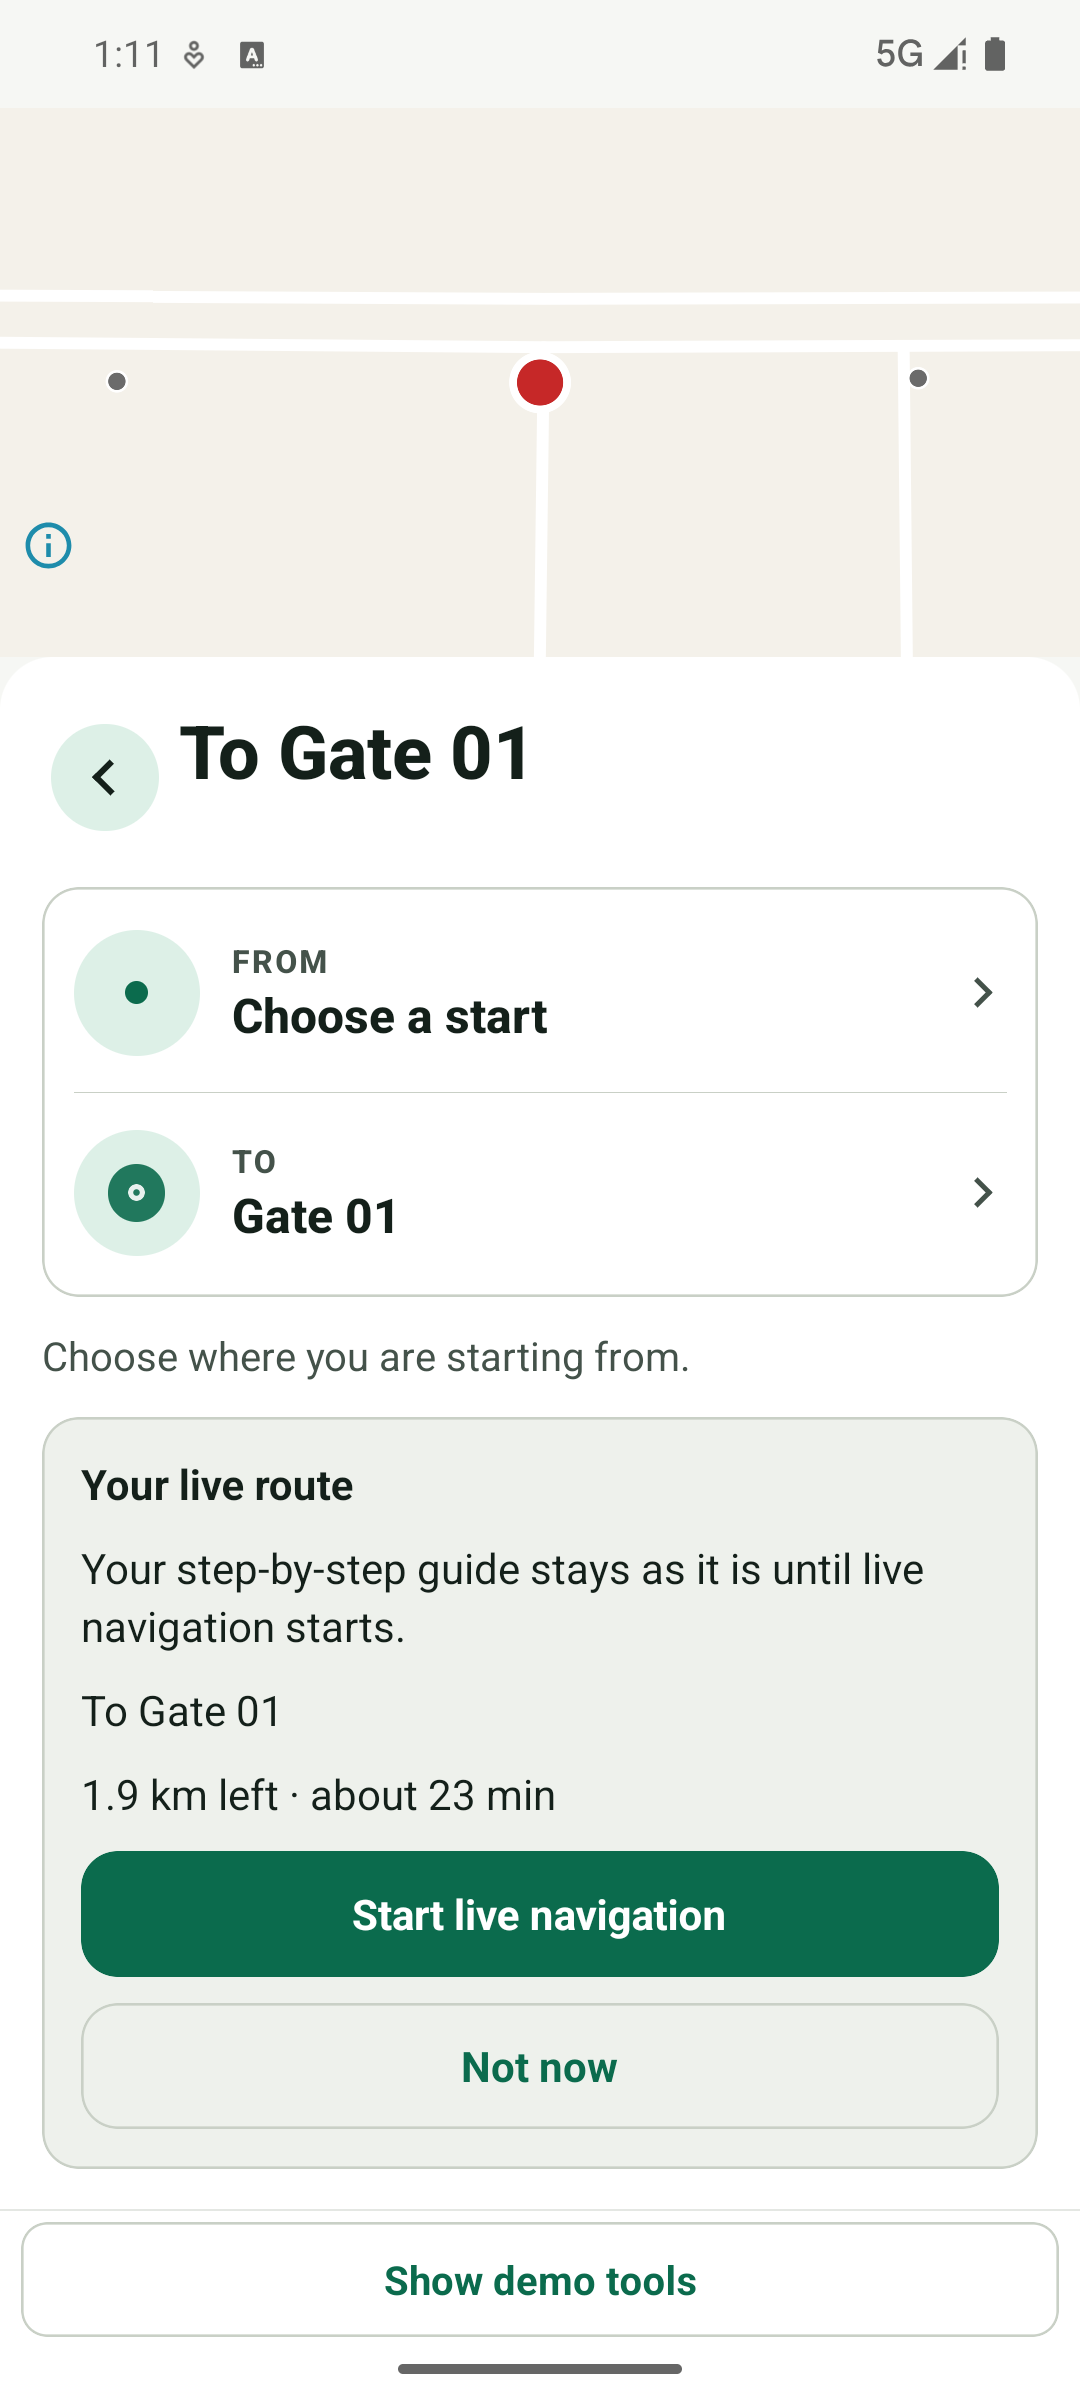 1:11
5G
To Gate 01
FROM
Choose a start
TO
Gate 01
Choose where you are starting from.
Your live route
Your step-by-step guide stays as it is until live
navigation starts.
To Gate 01
1.9 km left · about 23 min
Start live navigation
Not now
Show demo tools